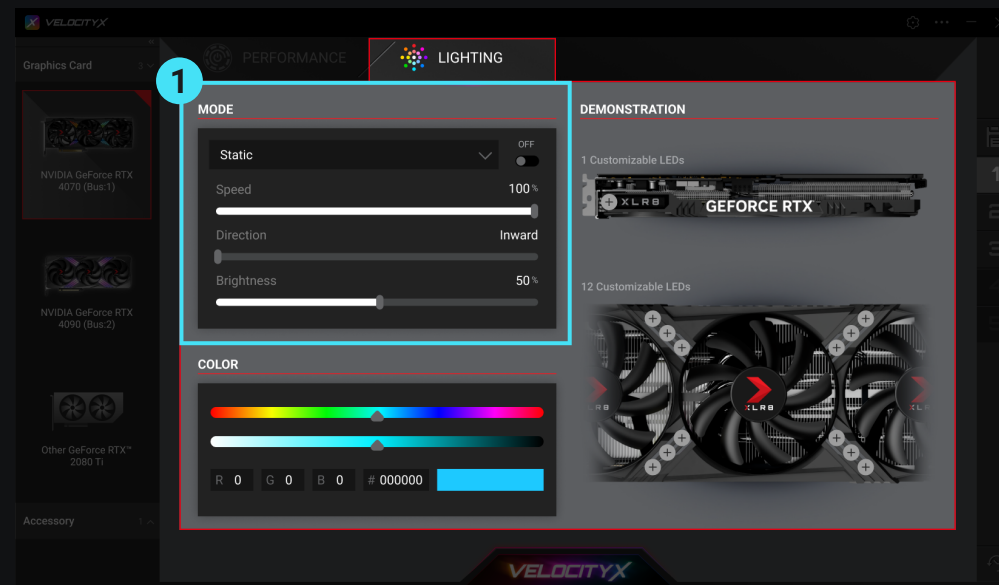 VELOCITYX
Graphics Card
PERFORMANCE
LIGHTING
1
MODE
Static
OFF
Speed
100 %
Direction
Inward
Brightness
50 %
COLOR
R 0 G 0 B 0 # 000000
DEMONSTRATION
1 Customizable LEDs
XLR8
GEFORCE RTX
12 Customizable LEDs
XLR8
NVIDIA GeForce RTX
4070 (Bus:1)
NVIDIA GeForce RTX
4090 (Bus:2)
Other GeForce RTX™
2080 Ti
Accessory
VELOCITYX